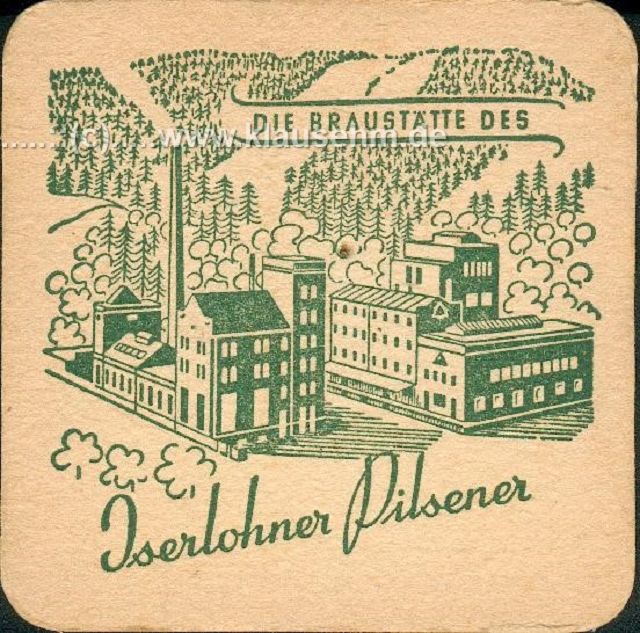 DIE BRAUSTÄTTE DES
(c) www.klausehm.de
Iserlohner Pilsener